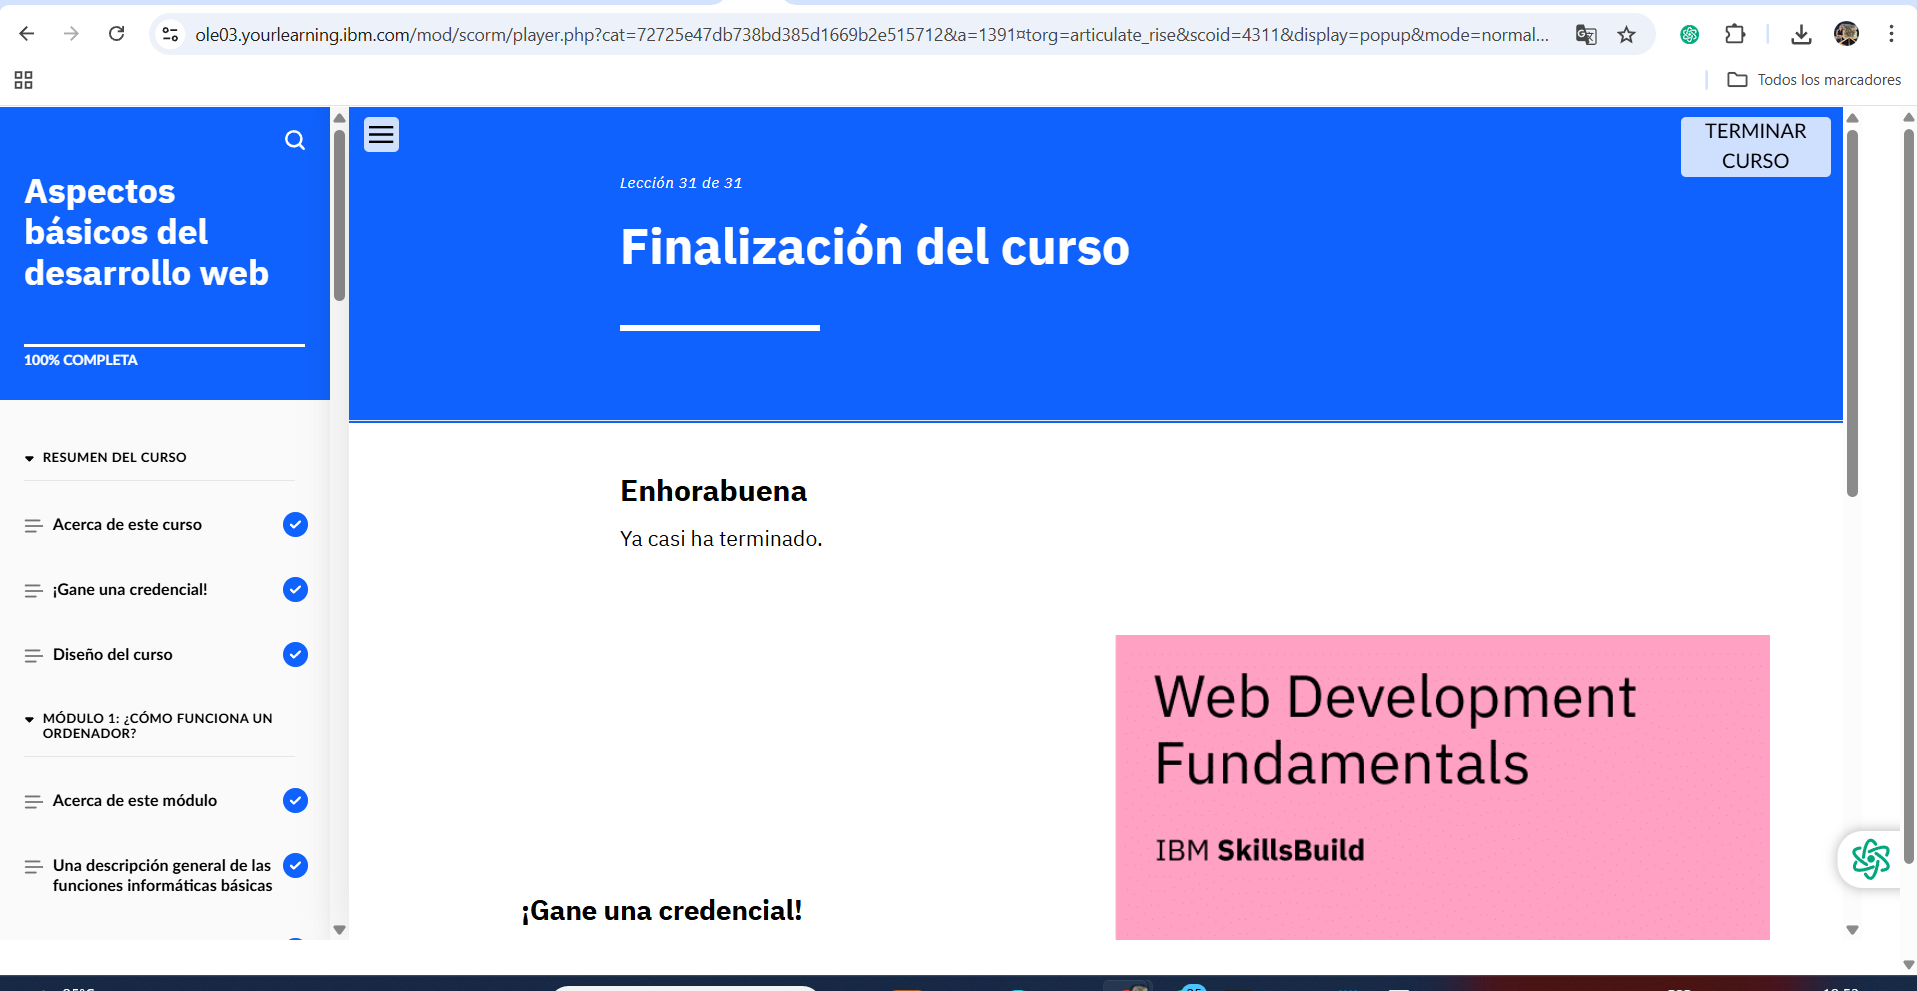 ole03.yourlearning.ibm.com/mod/scorm/player.php?cat=72725e47db738bd385d1669b2e515712&a=1391¤torg=articulate_rise&scoid=4311&display=popup&mode=normal...
Todos los marcadores
Aspectos
básicos del
desarrollo web
100% COMPLETA
RESUMEN DEL CURSO
Acerca de este curso
¡Gane una credencial!
Diseño del curso
MÓDULO 1: ¿CÓMO FUNCIONA UN
ORDENADOR?
Acerca de este módulo
Una descripción general de las
funciones informáticas básicas
TERMINAR
CURSO
Lección 31 de 31
Finalización del curso
Enhorabuena
Ya casi ha terminado.
Web Development
Fundamentals
IBM SkillsBuild
¡Gane una credencial!